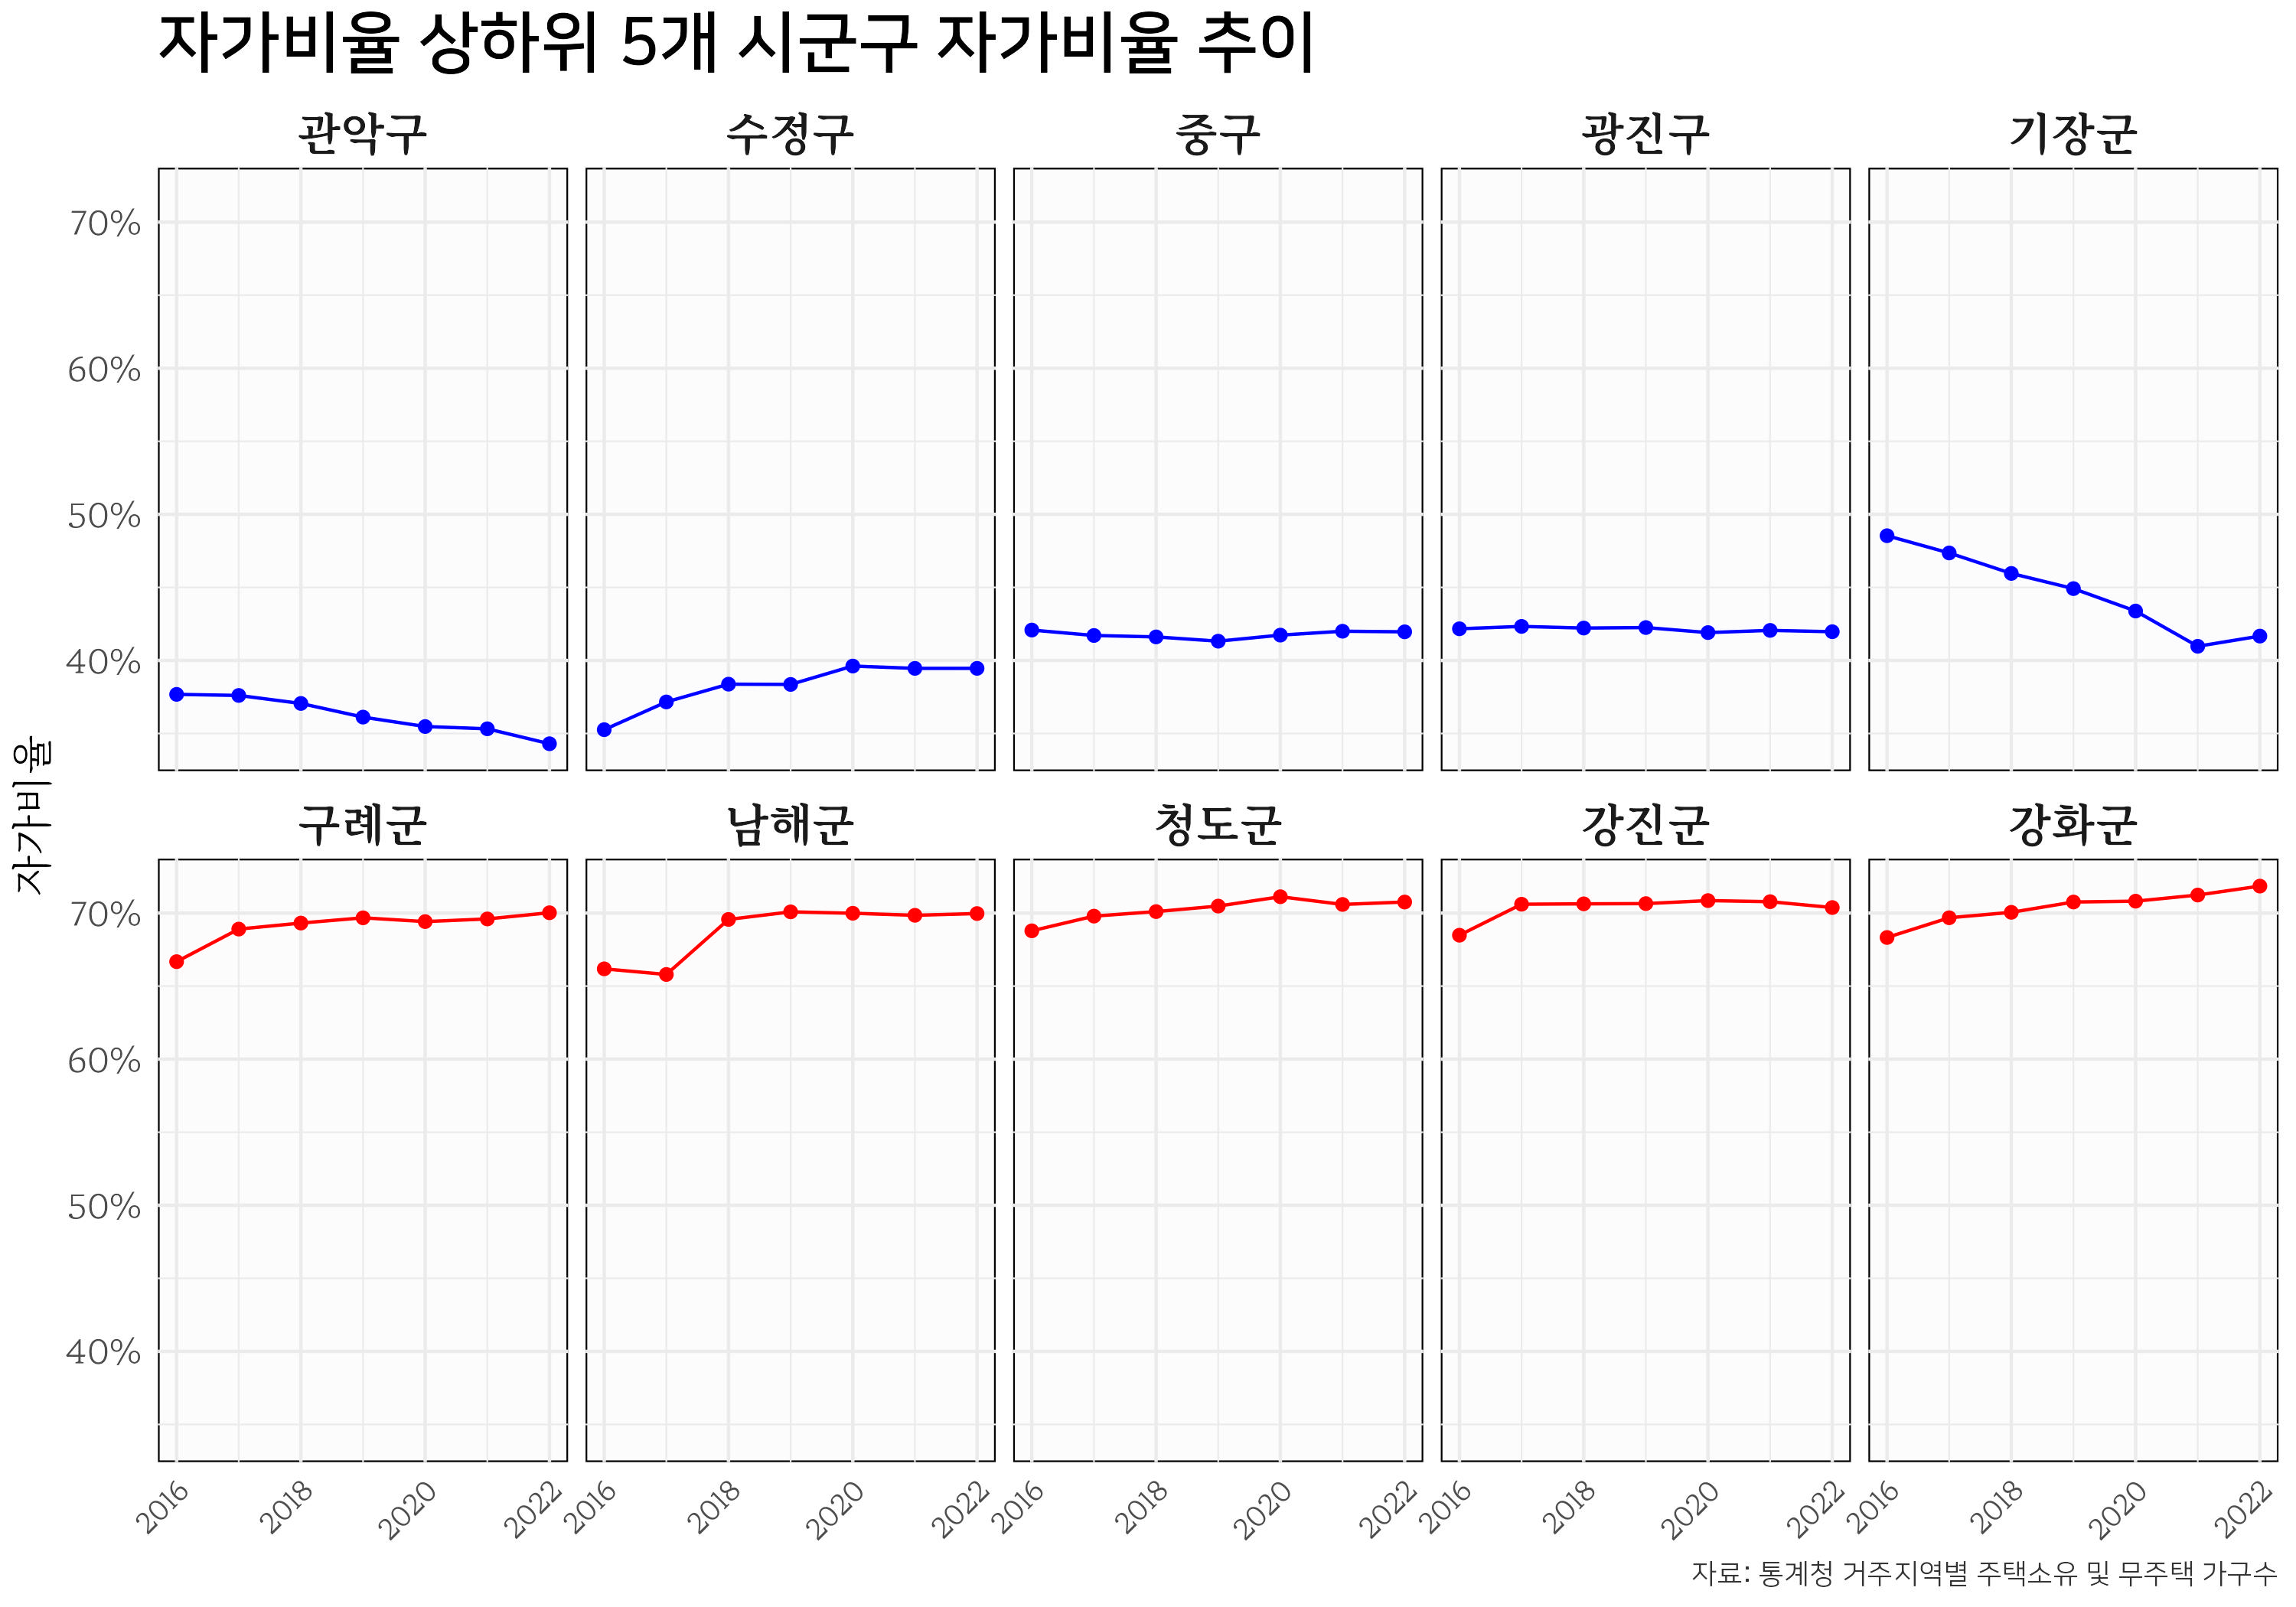 자가비율 상하위 5개 시군구 자가비율 추이
관악구 수정구 중구 광진구 기장군
70%
60%
50%
40%
자가비율
구례군 남해군 청도군 강진군 강화군
70%
60%
50%
40%
2016 2018 2020 2022 2016 2018 2020 2022 2016 2018 2020 2022 2016 2018 2020 2022 2016 2018 2020 2022
자료: 통계청 거주지역별 주택소유 및 무주택 가구수